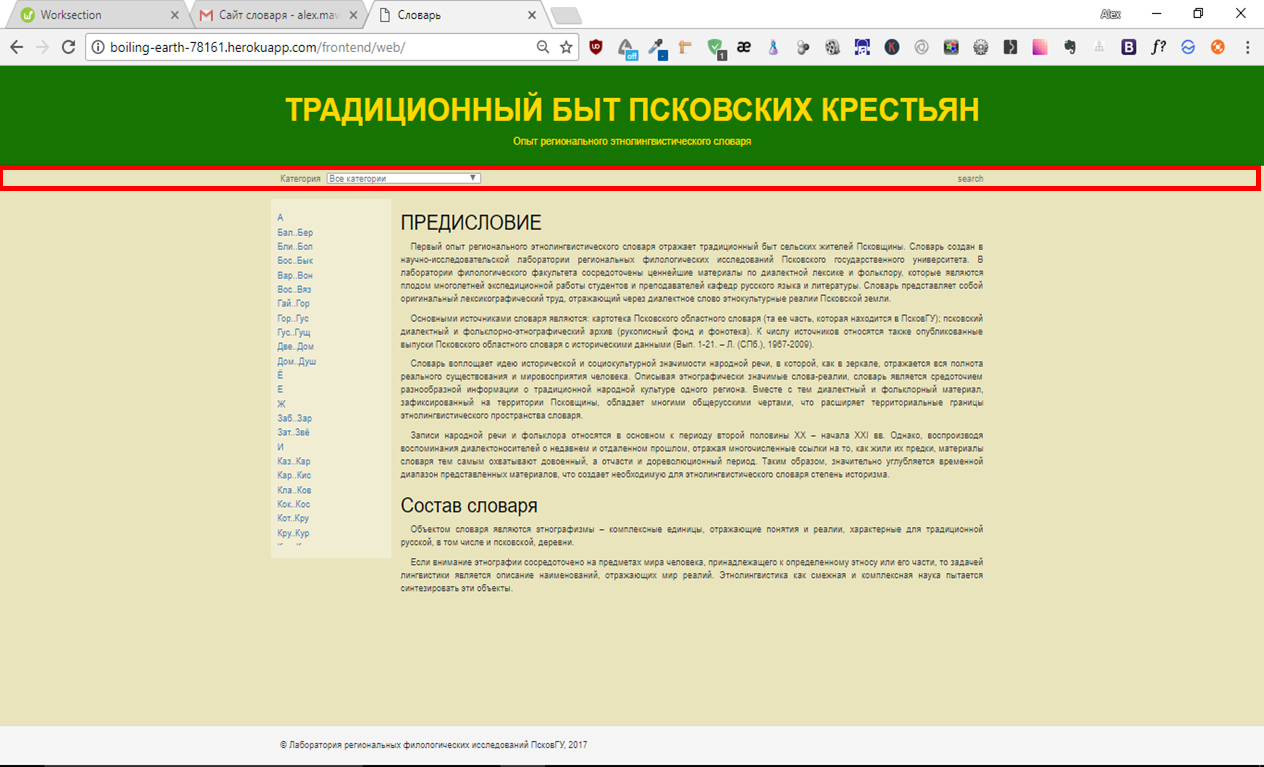 Worksection
Сайт словаря - alex.mav
Словарь
Alex
boiling-earth-78161.herokuapp.com/frontend/web/
ТРАДИЦИОННЫЙ БЫТ ПСКОВСКИХ КРЕСТЬЯН
Опыт регионального этнолингвистического словаря
Категория Все категории search
А
Бал..Бер
Бли..Бол
Бос..Бык
Вар..Вон
Вос..Вяз
Гай..Гор
Гор..Гус
Гус..Гущ
Две..Дом
Дом..Душ
Ё
Е
Ж
Заб..Зар
Зат..Звё
И
Каз..Кар
Кар..Кис
Кла..Ков
Кок..Кос
Кот..Кру
Кру..Кур
ПРЕДИСЛОВИЕ
Первый опыт регионального этнолингвистического словаря отражает традиционный быт сельских жителей Псковщины. Словарь создан в
научно-исследовательской лаборатории региональных филологических исследований Псковского государственного университета. В
лаборатории филологического факультета сосредоточены ценнейшие материалы по диалектной лексике и фольклору, которые являются
плодом многолетней экспедиционной работы студентов и преподавателей кафедр русского языка и литературы. Словарь представляет собой
оригинальный лексикографический труд, отражающий через диалектное слово этнокультурные реалии Псковской земли.
Основными источниками словаря являются: картотека Псковского областного словаря (та ее часть, которая находится в ПсковГУ); псковский
диалектный и фольклорно-этнографический архив (рукописный фонд и фонотека). К числу источников относятся также опубликованные
выпуски Псковского областного словаря с историческими данными (Вып. 1-21. – Л. (СПб.), 1967-2009).
Словарь воплощает идею исторической и социокультурной значимости народной речи, в которой, как в зеркале, отражается вся полнота
реального существования и мировосприятия человека. Описывая этнографически значимые слова-реалии, словарь является средоточием
разнообразной информации о традиционной народной культуре одного региона. Вместе с тем диалектный и фольклорный материал,
зафиксированный на территории Псковщины, обладает многими общерусскими чертами, что расширяет территориальные границы
этнолингвистического пространства словаря.
Записи народной речи и фольклора относятся в основном к периоду второй половины XX – начала XXI вв. Однако, воспроизводя
воспоминания диалектоносителей о недавнем и отдаленном прошлом, отражая многочисленные ссылки на то, как жили их предки, материалы
словаря тем самым охватывают довоенный, а отчасти и дореволюционный период. Таким образом, значительно углубляется временной
диапазон представленных материалов, что создает необходимую для этнолингвистического словаря степень историзма.
Состав словаря
Объектом словаря являются этнографизмы – комплексные единицы, отражающие понятия и реалии, характерные для традиционной
русской, в том числе и псковской, деревни.
Если внимание этнографии сосредоточено на предметах мира человека, принадлежащего к определенному этносу или его части, то задачей
лингвистики является описание наименований, отражающих мир реалий. Этнолингвистика как смежная и комплексная наука пытается
синтезировать эти объекты.
© Лаборатория региональных филологических исследований ПсковГУ, 2017